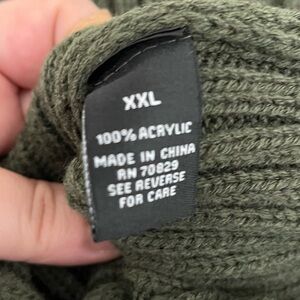 XXL
100% ACRYLIC
MADE IN CHINA
RN 70829
SEE REVERSE
FOR CARE